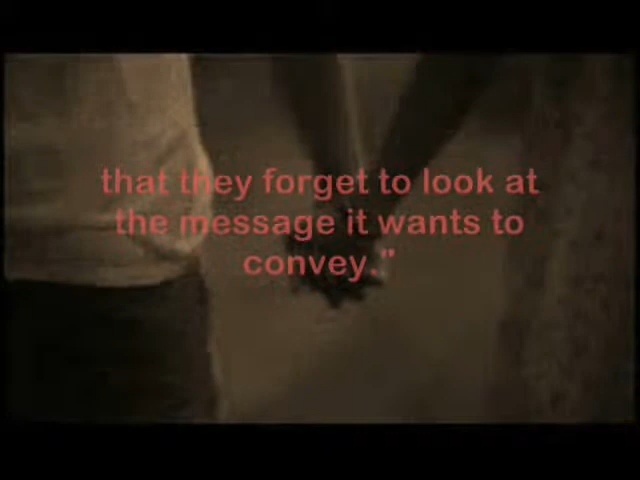 that they forget to look at
the message it wants to
convey."